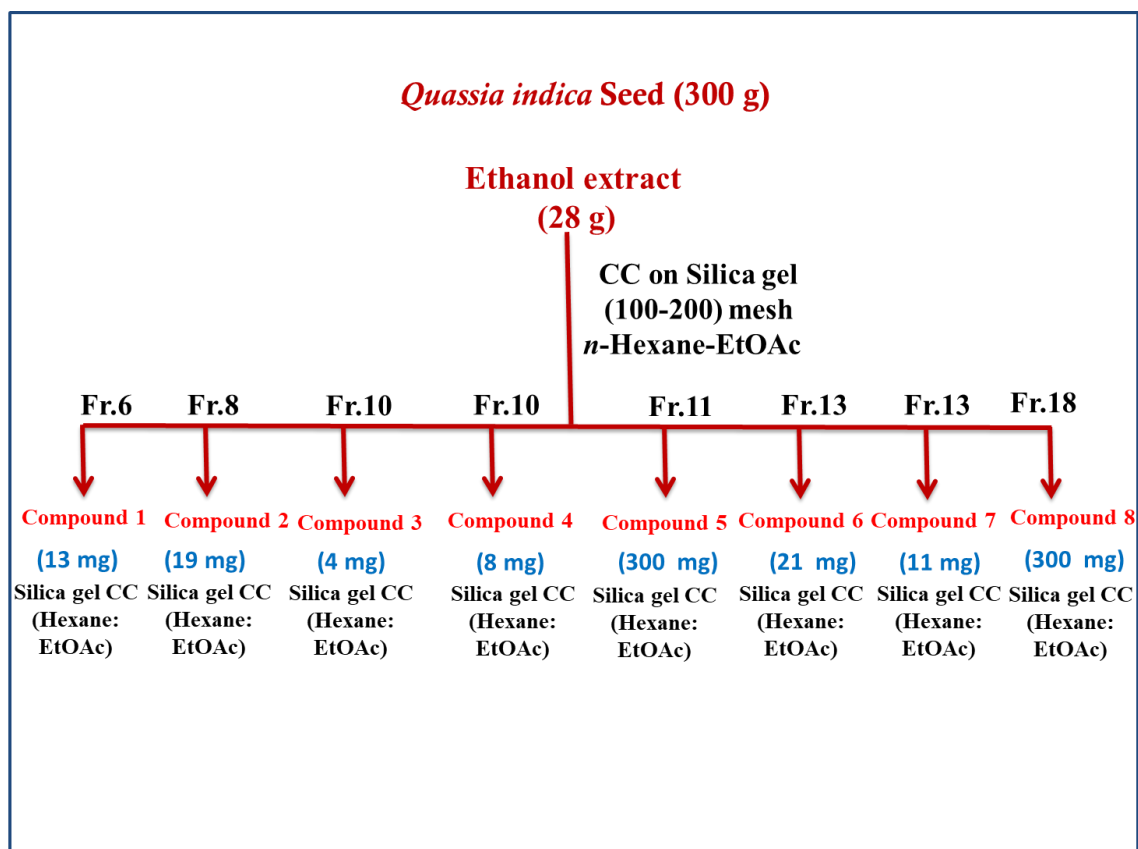 Quassia indica Seed (300 g)
Ethanol extract
(28 g)
CC on Silica gel
(100-200) mesh
n-Hexane-EtOAc
Fr.6
Fr.8
Fr.10
Fr.10
Fr.11
Fr.13
Fr.13
Fr.18
Compound 1
(13 mg)
Silica gel CC
(Hexane:
EtOAc)
Compound 2
(19 mg)
Silica gel CC
(Hexane:
EtOAc)
Compound 3
(4 mg)
Silica gel CC
(Hexane:
EtOAc)
Compound 4
(8 mg)
Silica gel CC
(Hexane:
EtOAc)
Compound 5
(300 mg)
Silica gel CC
(Hexane:
EtOAc)
Compound 6
(21 mg)
Silica gel CC
(Hexane:
EtOAc)
Compound 7
(11 mg)
Silica gel CC
(Hexane:
EtOAc)
Compound 8
(300 mg)
Silica gel CC
(Hexane:
EtOAc)